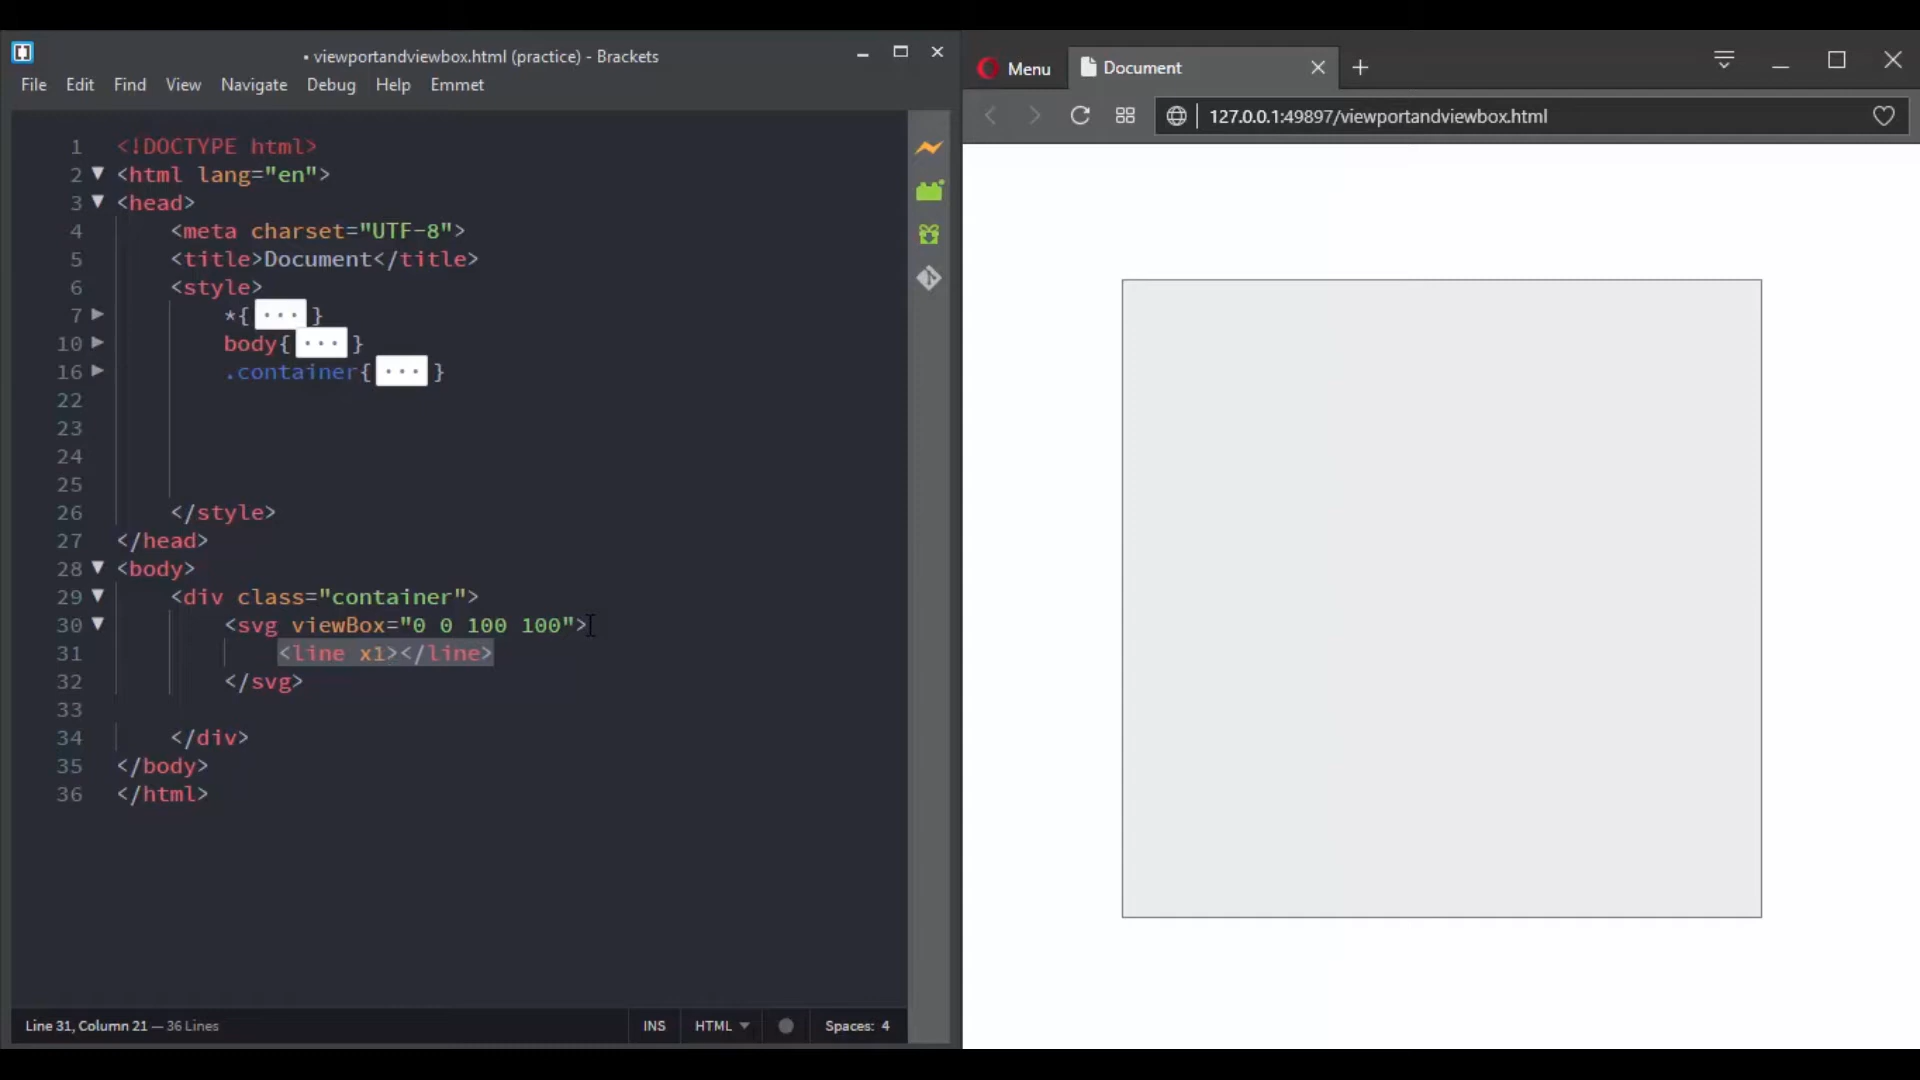 • viewportandviewbox.html (practice) - Brackets
File Edit Find View Navigate Debug Help Emmet
1 <!DOCTYPE html>
2 <html lang="en">
3 <head>
4 <meta charset="UTF-8">
5 <title>Document</title>
6 <style>
7 *{ ... }
10 body{ ... }
16 .container{ ... }
22
23
24
25
26 </style>
27 </head>
28 <body>
29 <div class="container">
30 <svg viewBox="0 0 100 100">
31 <line x1></line>
32 </svg>
33
34 </div>
35 </body>
36 </html>
Line 31, Column 21 — 36 Lines
INS HTML Spaces: 4
Menu Document
127.0.0.1:49897/viewportandviewbox.html